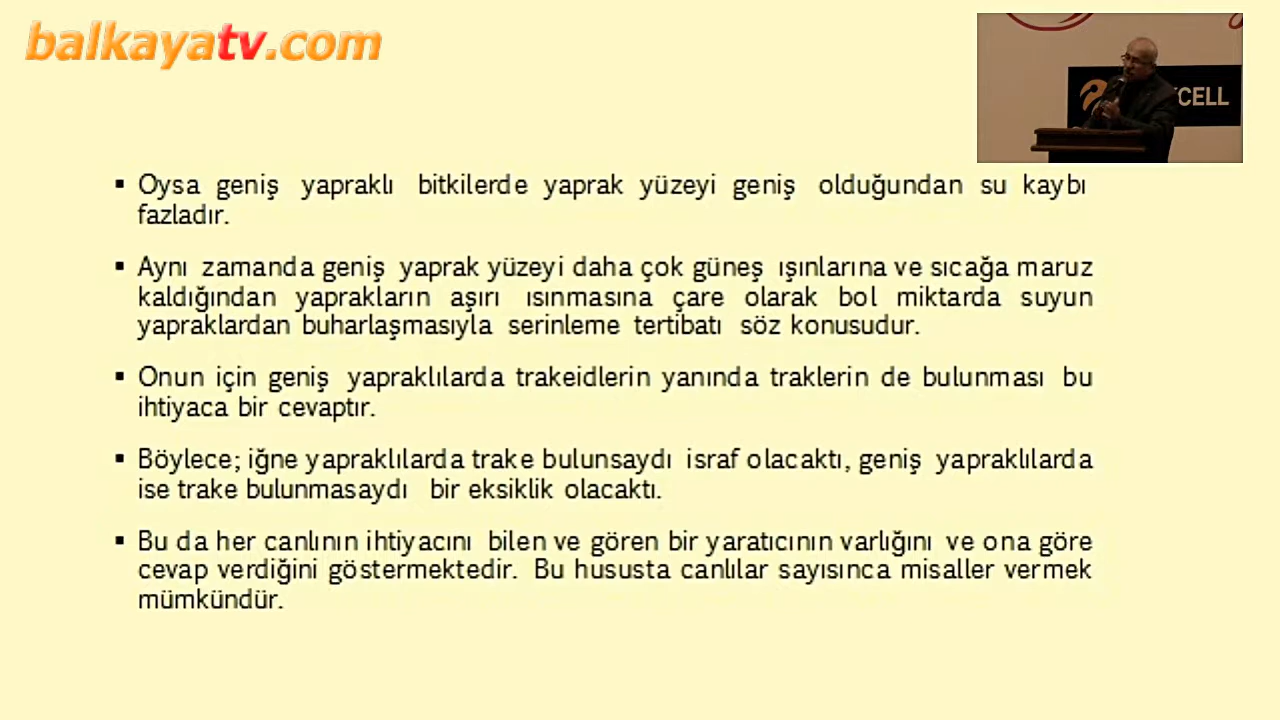 balkayatv.com
CELL
▪ Oysa geniş yapraklı bitkilerde yaprak yüzeyi geniş olduğundan su kaybı
fazladır.
▪ Aynı zamanda geniş yaprak yüzeyi daha çok güneş ışınlarına ve sıcağa maruz
kaldığından yaprakların aşırı ısınmasına çare olarak bol miktarda suyun
yapraklardan buharlaşmasıyla serinleme tertibatı söz konusudur.
▪ Onun için geniş yapraklılarda trakeidlerin yanında traklerin de bulunması bu
ihtiyaca bir cevaptır.
▪ Böylece; iğne yapraklılarda trake bulunsaydı israf olacaktı, geniş yapraklılarda
ise trake bulunmasaydı bir eksiklik olacaktı.
▪ Bu da her canlının ihtiyacını bilen ve gören bir yaratıcının varlığını ve ona göre
cevap verdiğini göstermektedir. Bu hususta canlılar sayısınca misaller vermek
mümkündür.